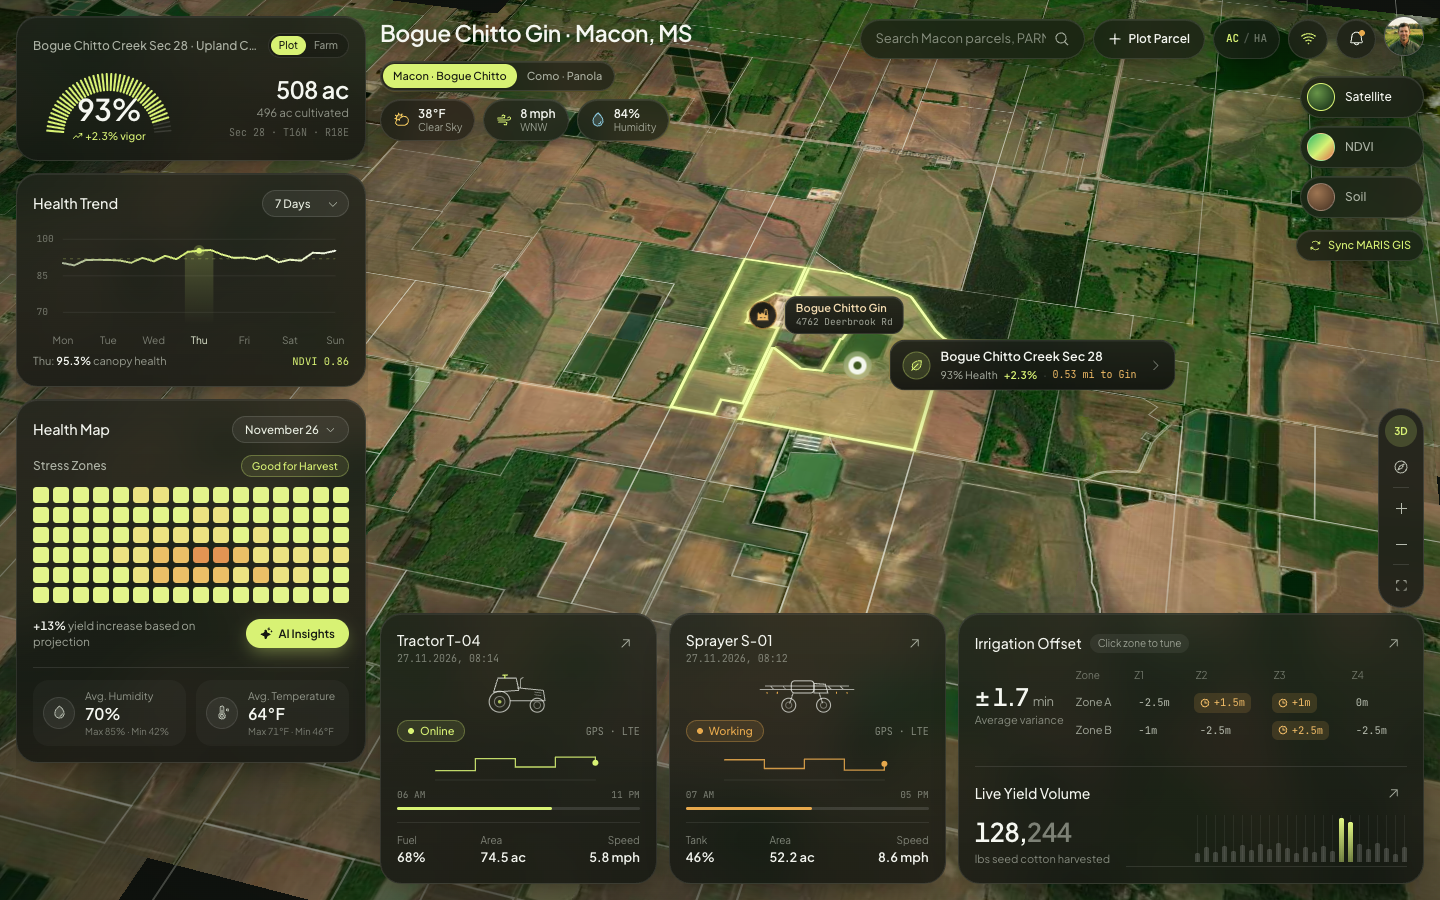 Bogue Chitto Creek Sec 28 · Upland C...
Plot
Farm
93%
+2.3% vigor
508 ac
496 ac cultivated
Sec 28 · T16N · R18E
Bogue Chitto Gin · Macon, MS
Macon · Bogue Chitto
Como · Panola
38°F
Clear Sky
8 mph
WNW
84%
Humidity
Search Macon parcels, PARN
Plot Parcel
AC / HA
Satellite
NDVI
Soil
Sync MARIS GIS
Health Trend
7 Days
100
85
70
Mon Tue Wed Thu Fri Sat Sun
Thu: 95.3% canopy health
NDVI 0.86
Bogue Chitto Gin
4762 Deerbrook Rd
Bogue Chitto Creek Sec 28
93% Health +2.3% · 0.53 mi to Gin
3D
Health Map
November 26
Stress Zones
Good for Harvest
+13% yield increase based on
projection
AI Insights
Avg. Humidity
70%
Max 85% · Min 42%
Avg. Temperature
64°F
Max 71°F · Min 46°F
Tractor T-04
27.11.2026, 08:14
Online
GPS · LTE
06 AM
11 PM
Fuel
68%
Area
74.5 ac
Speed
5.8 mph
Sprayer S-01
27.11.2026, 08:12
Working
GPS · LTE
07 AM
05 PM
Tank
46%
Area
52.2 ac
Speed
8.6 mph
Irrigation Offset
Click zone to tune
±1.7 min
Average variance
Zone Z1 Z2 Z3 Z4
Zone A -2.5m +1.5m +1m 0m
Zone B -1m -2.5m +2.5m -2.5m
Live Yield Volume
128,244
lbs seed cotton harvested